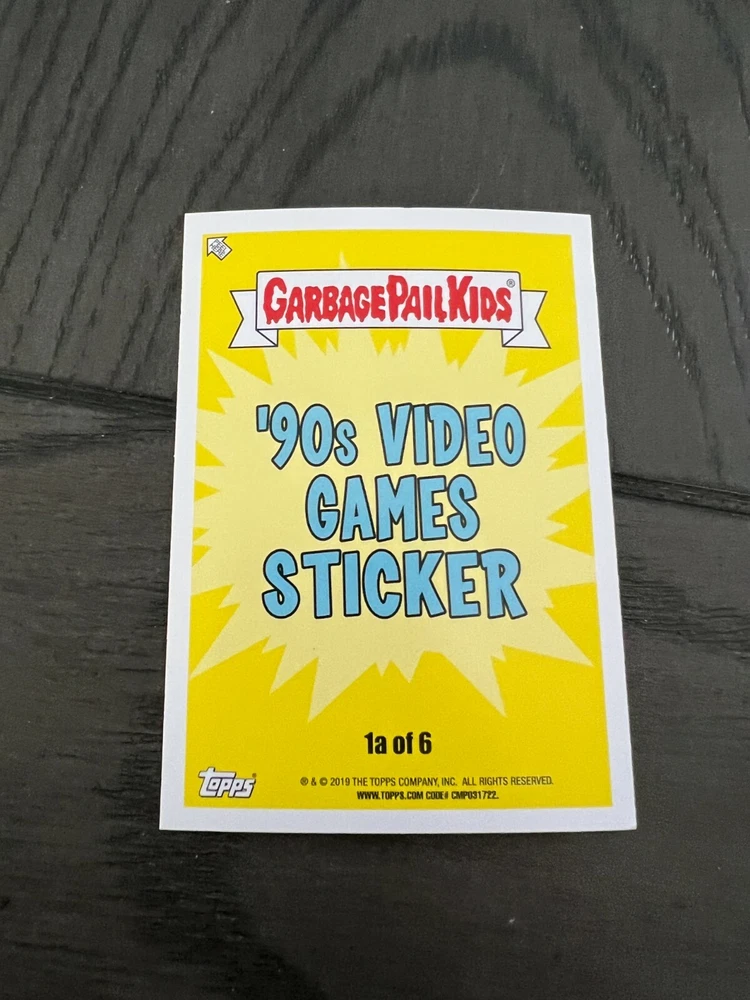 GARBAGE PAIL KIDS®
'90s VIDEO
GAMES
STICKER
1a of 6
topps®
® & © 2019 THE TOPPS COMPANY, INC. ALL RIGHTS RESERVED.
WWW.TOPPS.COM CODE# CMP031722.